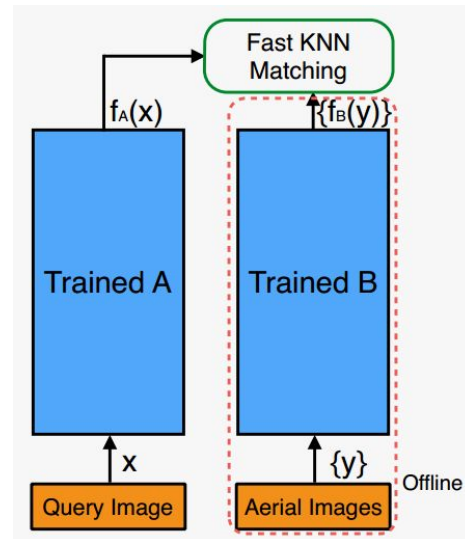 Fast KNN
Matching
fA(x)
{fB(y)}
Trained A
Trained B
x
{y}
Query Image
Aerial Images
Offline